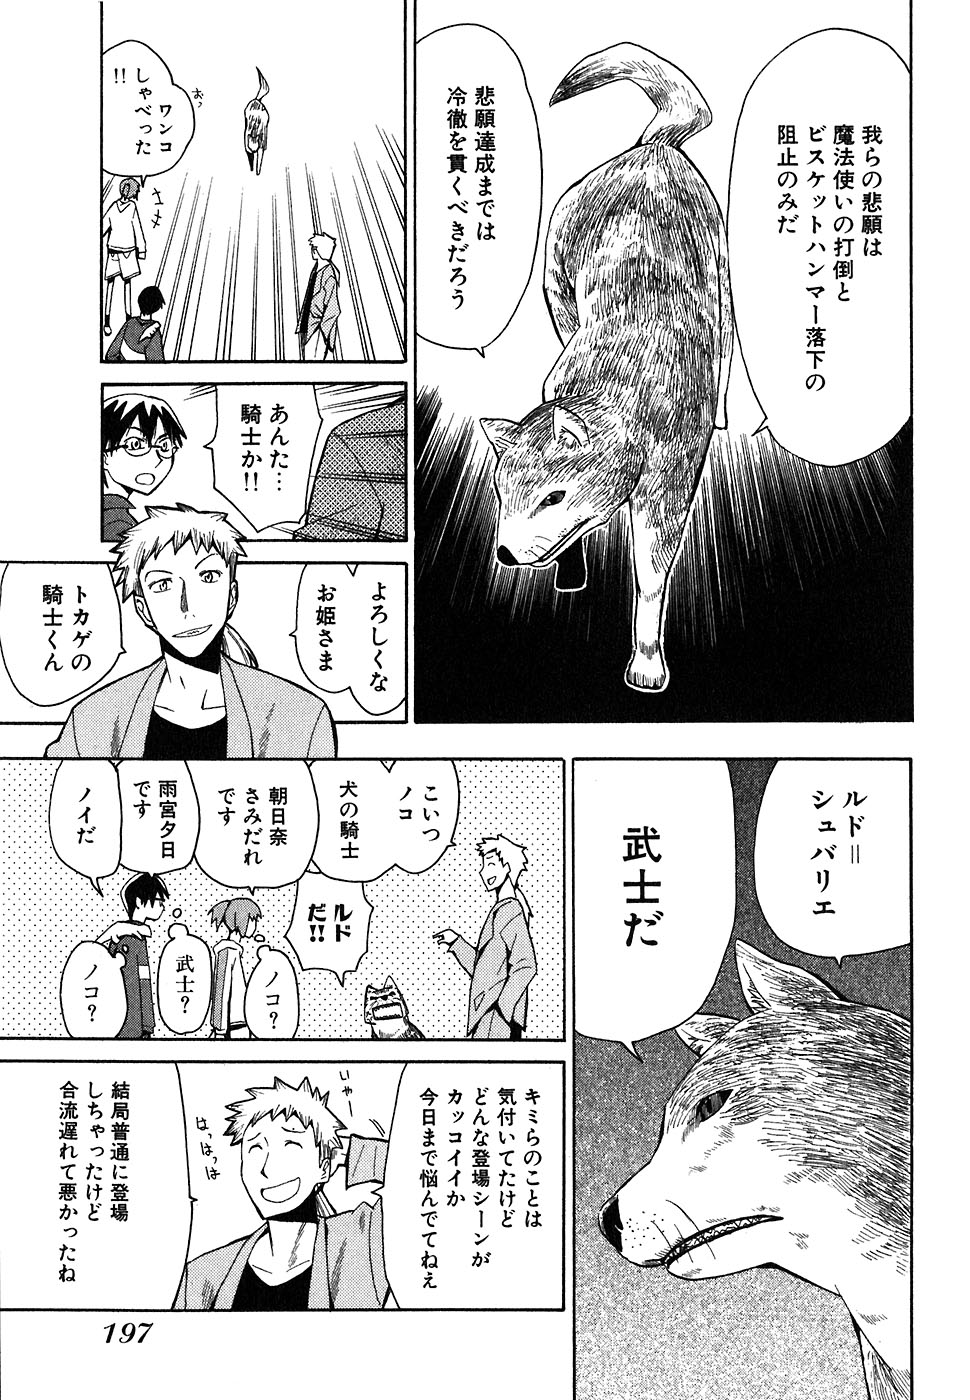 我らの悲願は
魔法使いの打倒と
ビスケットハンマー落下の
阻止のみだ
悲願達成までは
冷徹を貫くべきだろう
おっ
ワンコ
しゃべった
!!
さえ
あんた…
騎士か!!
よろしくな
お姫さま
トカゲの
騎士くん
ルド＝
シュバリエ
武士だ
こいつ
ノコ
犬の騎士
ルド
だ!!
朝日奈
さみだれ
です
雨宮夕日
です
ノイだ
ノコ?
武士?
ノコ?
キミらのことは
気付いてたけど
どんな登場シーンが
カッコイイか
今日まで悩んでてねえ
いやー
はっはっは
結局普通に登場
しちゃったけど
合流遅れて悪かったね
197